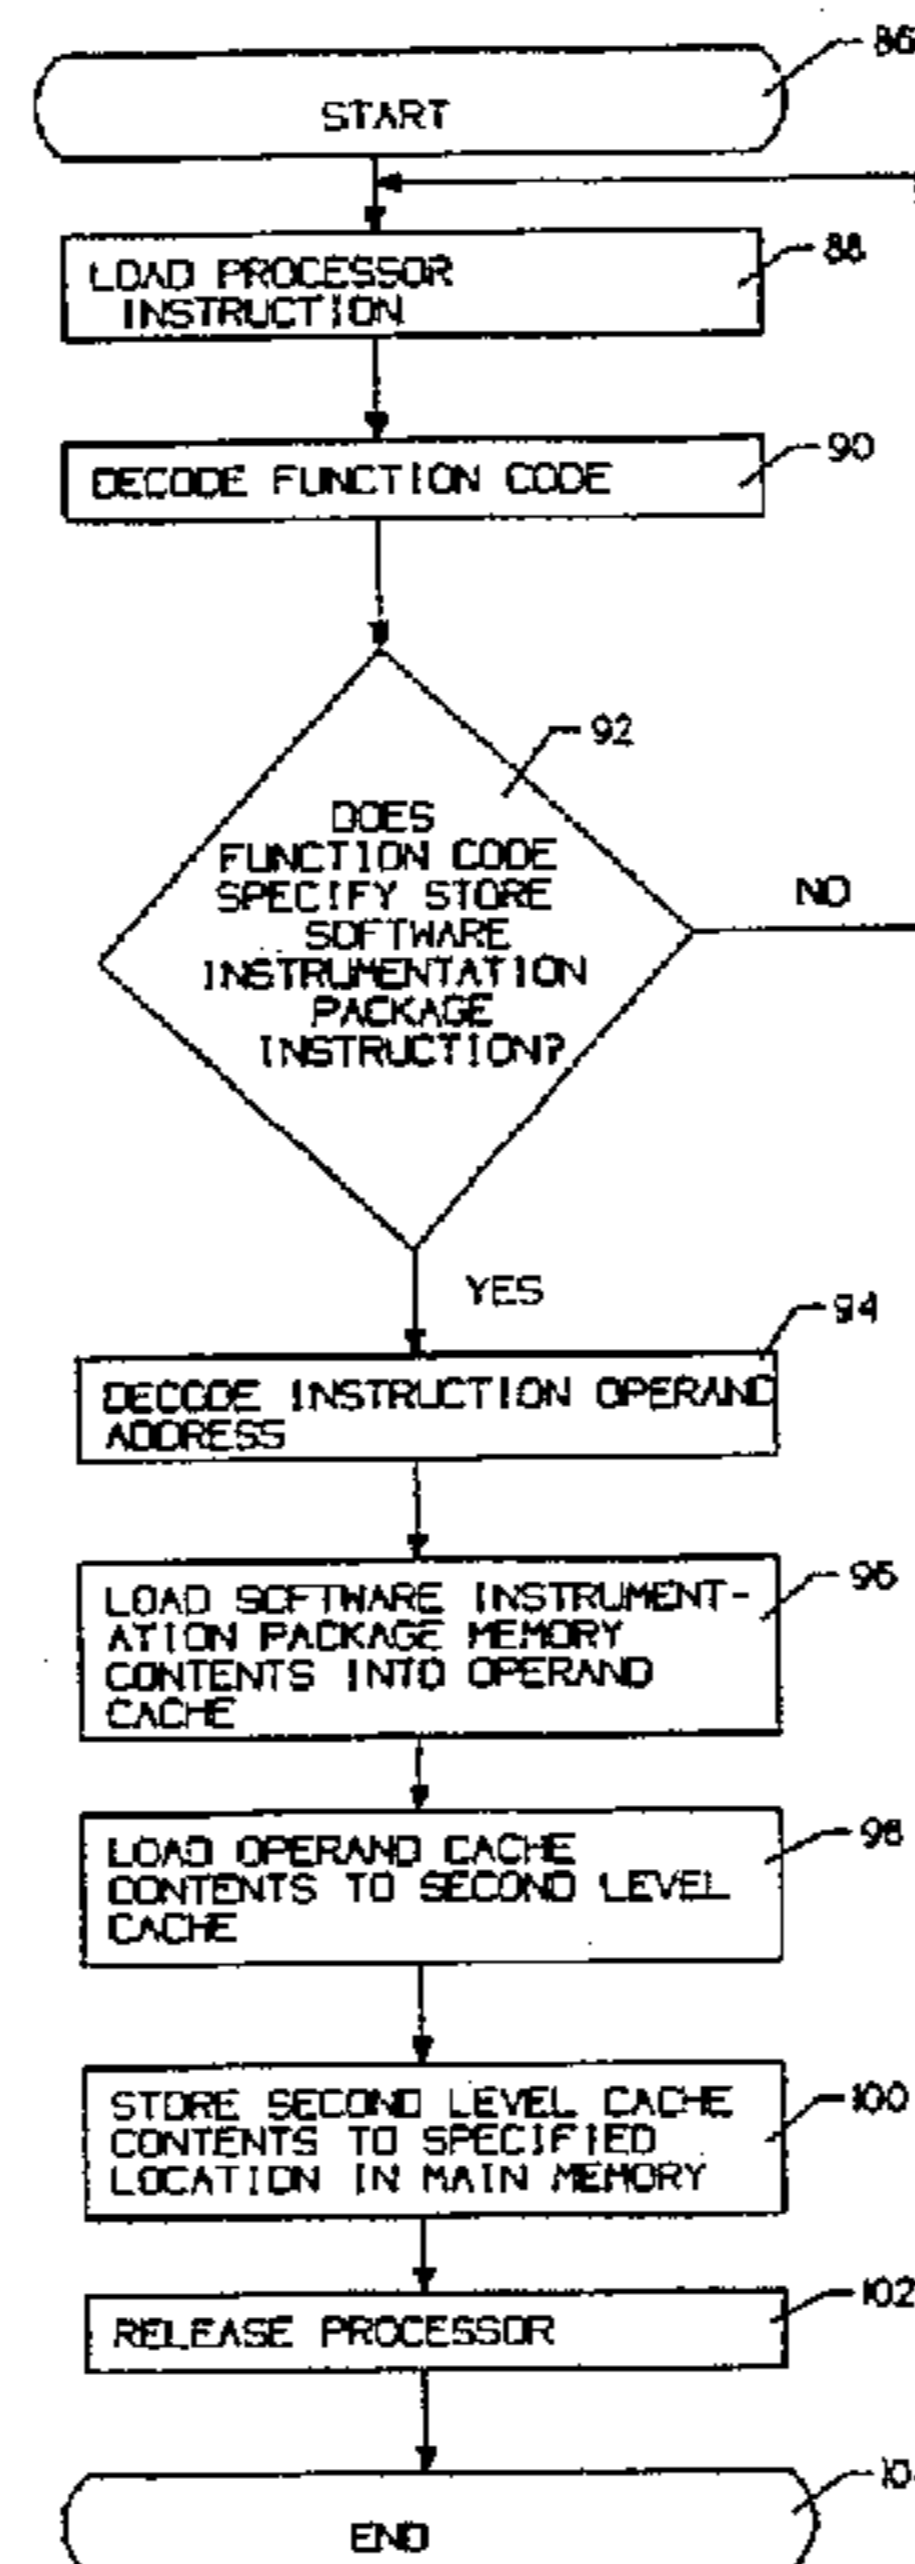 86
START
88
LOAD PROCESSOR
INSTRUCTION
90
DECODE FUNCTION CODE
92
DOES
FUNCTION CODE
SPECIFY STORE
SOFTWARE
INSTRUMENTATION
PACKAGE
INSTRUCTION?
NO
YES
94
DECODE INSTRUCTION OPERAND
ADDRESS
96
LOAD SOFTWARE INSTRUMENT-
ATION PACKAGE MEMORY
CONTENTS INTO OPERAND
CACHE
98
LOAD OPERAND CACHE
CONTENTS TO SECOND LEVEL
CACHE
100
STORE SECOND LEVEL CACHE
CONTENTS TO SPECIFIED
LOCATION IN MAIN MEMORY
102
RELEASE PROCESSOR
END